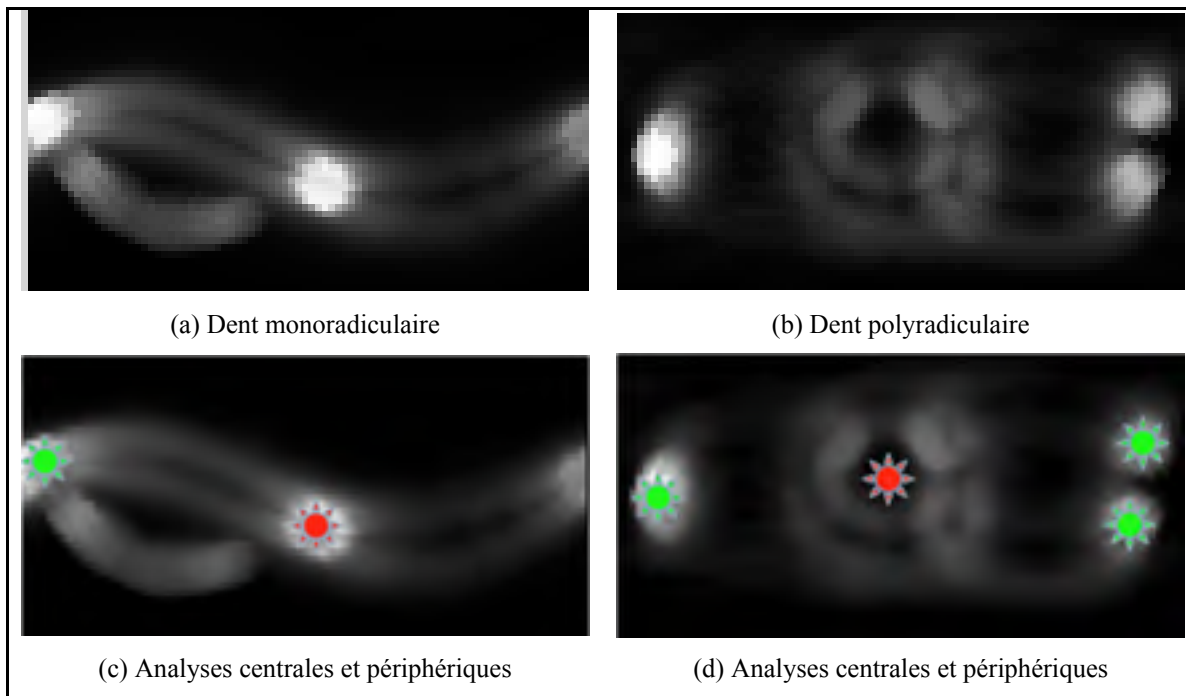 (a) Dent monoradiculaire
(b) Dent polyradiculaire
(c) Analyses centrales et périphériques
(d) Analyses centrales et périphériques